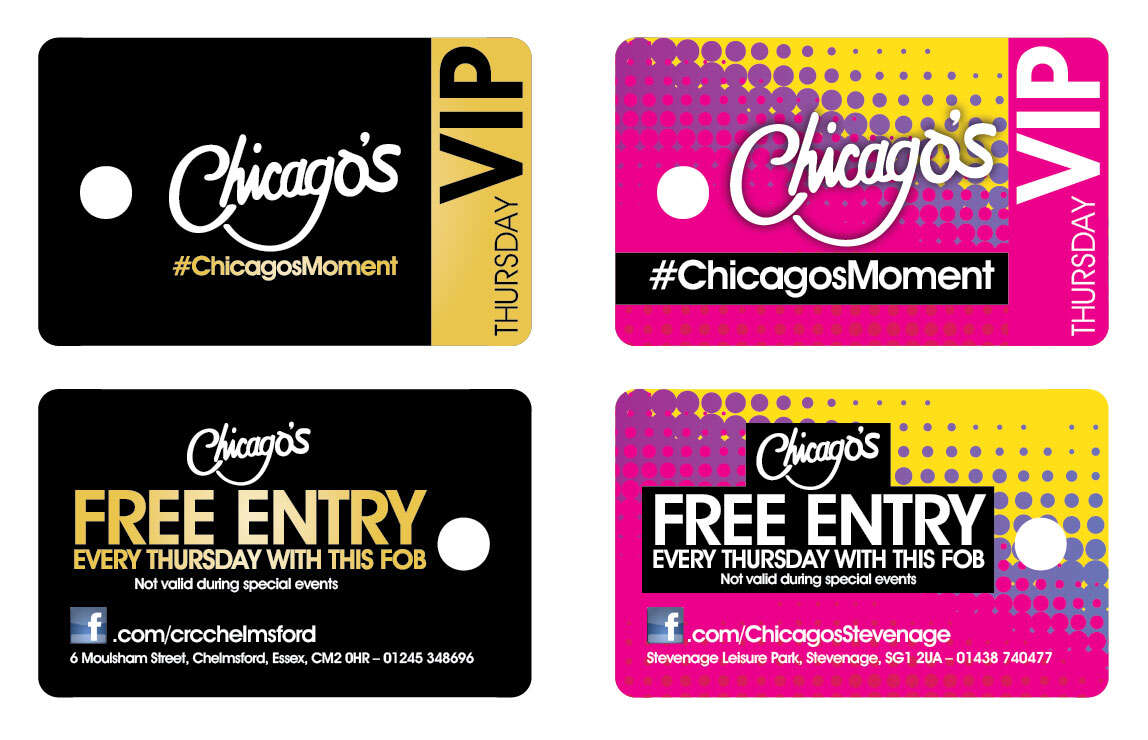 Chicago's
#ChicagosMoment
THURSDAY VIP
Chicago's
#ChicagosMoment
THURSDAY VIP
Chicago's
FREE ENTRY
EVERY THURSDAY WITH THIS FOB
Not valid during special events
f .com/crcchelmsford
6 Moulsham Street, Chelmsford, Essex, CM2 0HR – 01245 348696
Chicago's
FREE ENTRY
EVERY THURSDAY WITH THIS FOB
Not valid during special events
f .com/ChicagosStevenage
Stevenage Leisure Park, Stevenage, SG1 2UA – 01438 740477